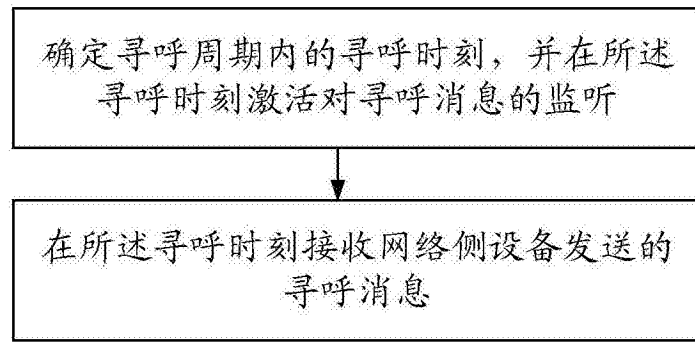 确定寻呼周期内的寻呼时刻，并在所述
寻呼时刻激活对寻呼消息的监听
在所述寻呼时刻接收网络侧设备发送的
寻呼消息